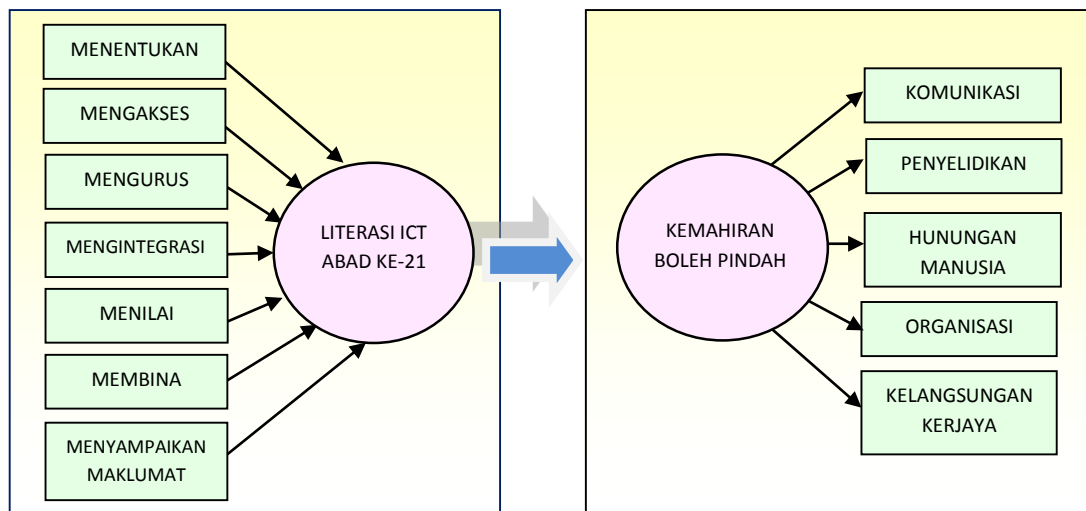 MENENTUKAN
MENGAKSES
MENGURUS
MENGINTEGRASI
MENILAI
MEMBINA
MENYAMPAIKAN
MAKLUMAT
LITERASI ICT
ABAD KE-21
KEMAHIRAN
BOLEH PINDAH
KOMUNIKASI
PENYELIDIKAN
HUNUNGAN
MANUSIA
ORGANISASI
KELANGSUNGAN
KERJAYA